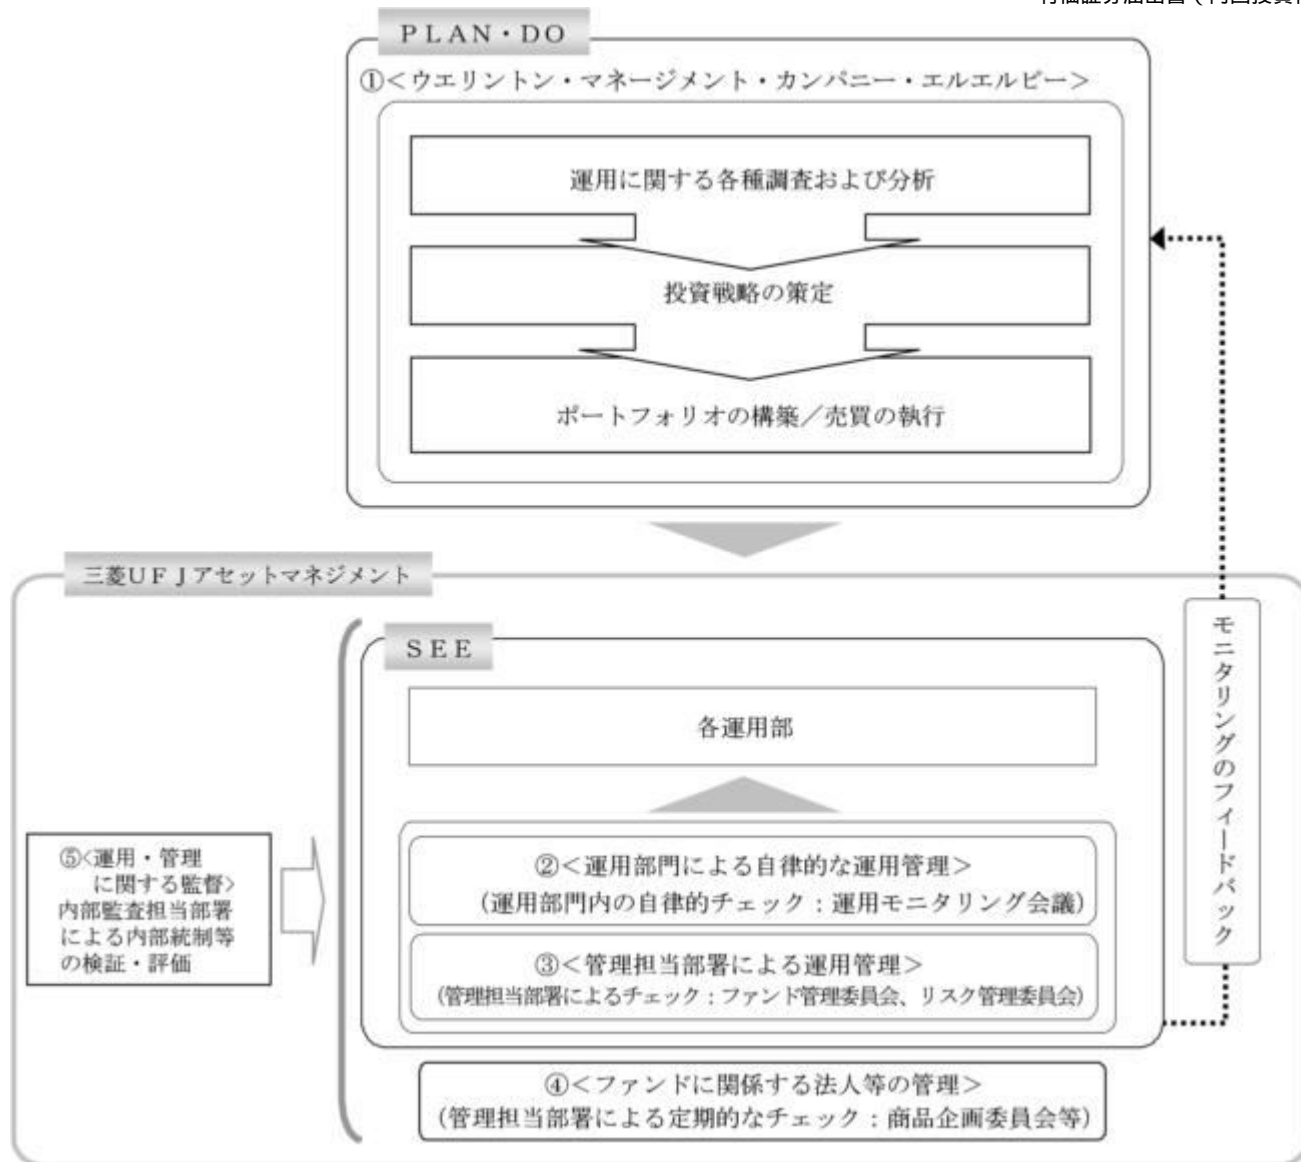 PLAN・DO
①<ウエリントン・マネージメント・カンパニー・エルエルピー>
運用に関する各種調査および分析
投資戦略の策定
ポートフォリオの構築／売買の執行
三菱UFJアセットマネジメント
SEE
各運用部
②<運用部門による自律的な運用管理>
(運用部門内の自律的チェック：運用モニタリング会議)
③<管理担当部署による運用管理>
(管理担当部署によるチェック：ファンド管理委員会、リスク管理委員会)
④<ファンドに関係する法人等の管理>
(管理担当部署による定期的なチェック：商品企画委員会等)
⑤<運用・管理
に関する監督>
内部監査担当部署
による内部統制等
の検証・評価
モニタリングのフィードバック